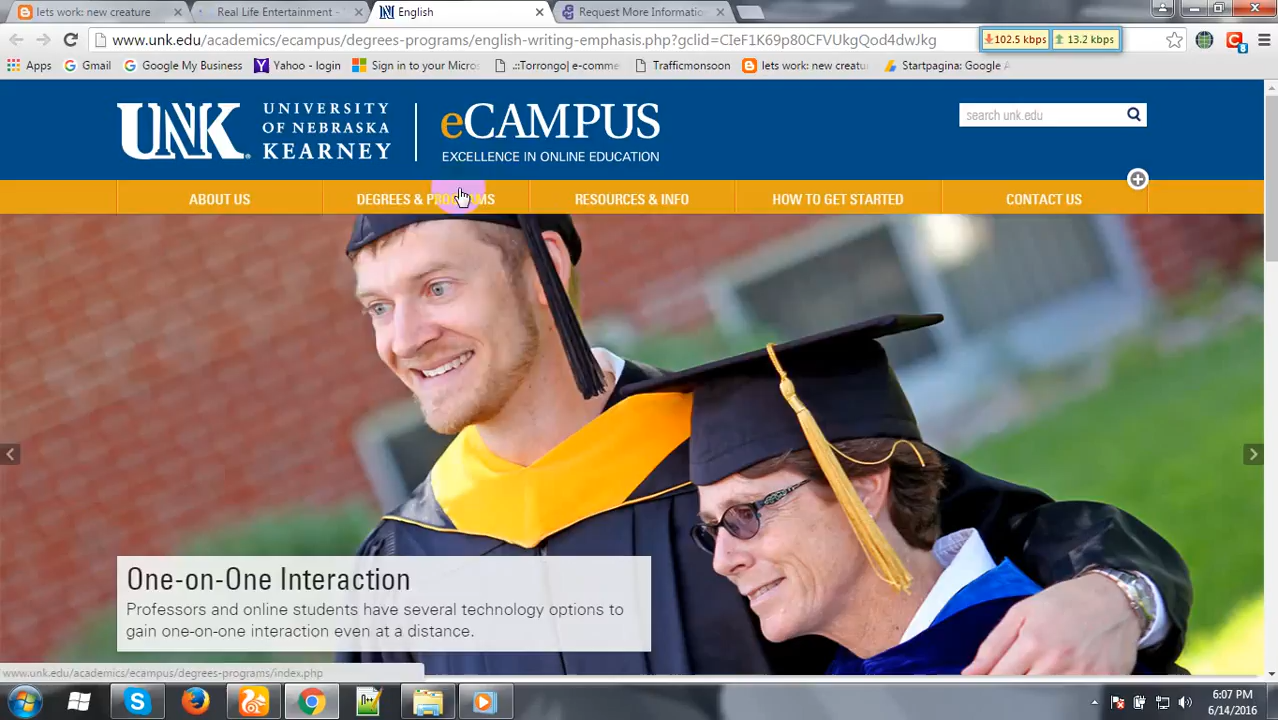 lets work: new creature
Real Life Entertainment -
English
Request More Informatio
www.unk.edu/academics/ecampus/degrees-programs/english-writing-emphasis.php?gclid=CIeF1K69p80CFVUkgQod4dwJkg
102.5 kbps
13.2 kbps
Apps
Gmail
Google My Business
Yahoo - login
Sign in to your Micros
.::Torrongo| e-comme
Trafficmonsoon
lets work: new creatu
Startpagina: Google A
UNK
UNIVERSITY
OF NEBRASKA
KEARNEY
eCAMPUS
EXCELLENCE IN ONLINE EDUCATION
search unk.edu
ABOUT US
DEGREES & PROGRAMS
RESOURCES & INFO
HOW TO GET STARTED
CONTACT US
One-on-One Interaction
Professors and online students have several technology options to
gain one-on-one interaction even at a distance.
www.unk.edu/academics/ecampus/degrees-programs/index.php
6:07 PM
6/14/2016